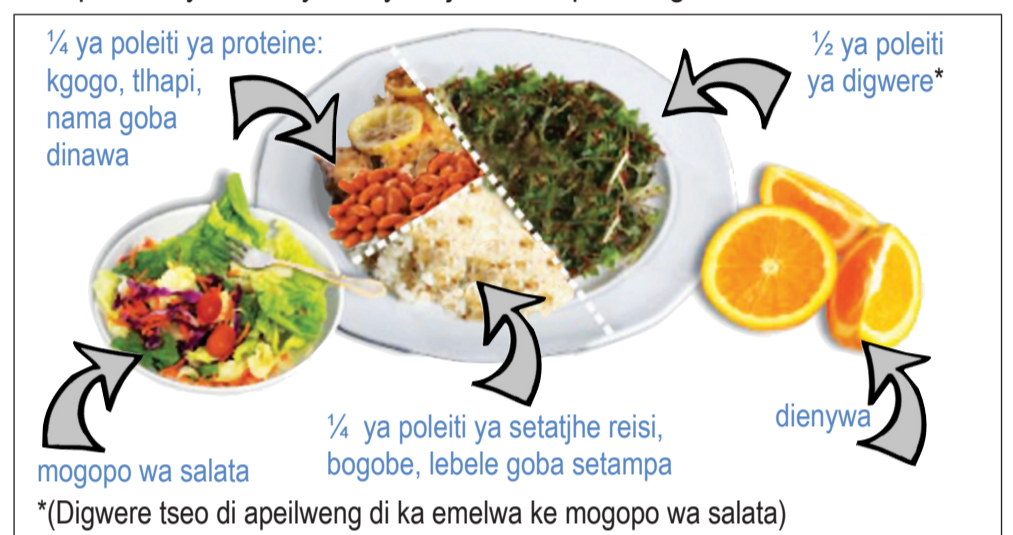 ¼ ya poleiti ya proteine:
kgogo, tlhapi,
nama goba
dinawa
½ ya poleiti
ya digwere*
mogopo wa salata
¼ ya poleiti ya setatjhe reisi,
bogobe, lebele goba setampa
dienywa
*(Digwere tseo di apeilweng di ka emelwa ke mogopo wa salata)